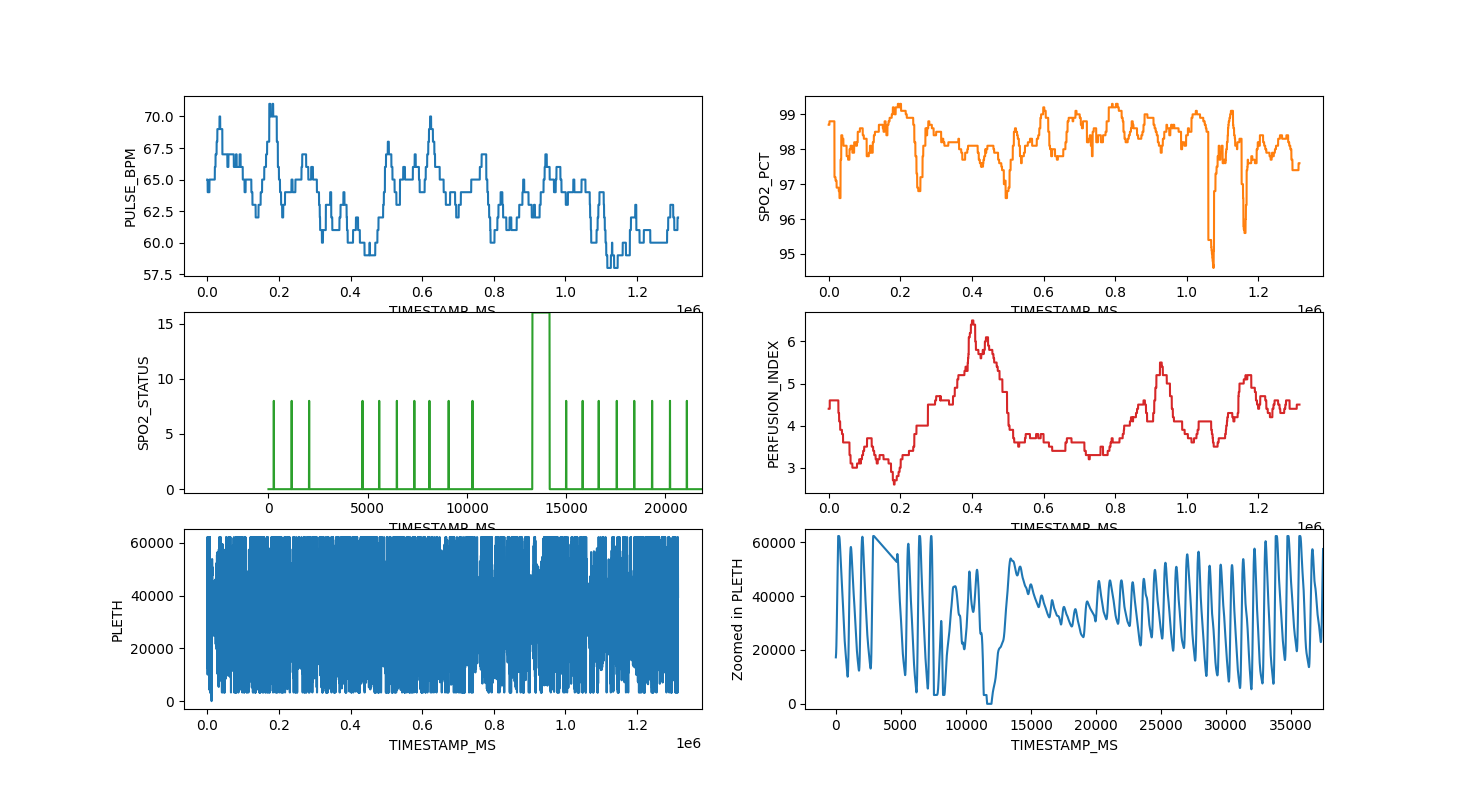 PULSE_BPM
70.0
67.5
65.0
62.5
60.0
57.5
0.0 0.2 0.4 0.6 0.8 1.0 1.2
TIMESTAMP_MS
1e6
SPO2_PCT
99
98
97
96
95
0.0 0.2 0.4 0.6 0.8 1.0 1.2
TIMESTAMP_MS
1e6
SPO2_STATUS
15
10
5
0
0 5000 10000 15000 20000
TIMESTAMP_MS
PERFUSION_INDEX
6
5
4
3
0.0 0.2 0.4 0.6 0.8 1.0 1.2
TIMESTAMP_MS
1e6
PLETH
60000
40000
20000
0
0.0 0.2 0.4 0.6 0.8 1.0 1.2
TIMESTAMP_MS
1e6
Zoomed in PLETH
60000
40000
20000
0
0 5000 10000 15000 20000 25000 30000 35000
TIMESTAMP_MS